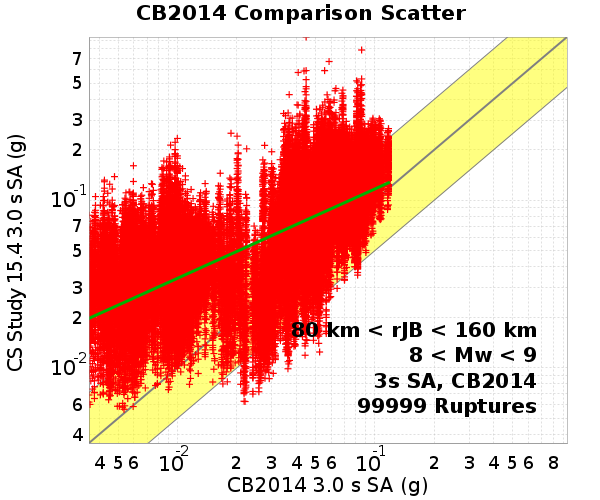 CB2014 Comparison Scatter
CS Study 15.4 3.0 s SA (g)
7
5
3
2
10^-1
7
5
3
2
10^-2
6
4
80 km < rJB < 160 km
8 < Mw < 9
3s SA, CB2014
99999 Ruptures
4 5 6 10^-2 2 3 4 5 6 10^-1 2 3 4 5 6 8
CB2014 3.0 s SA (g)